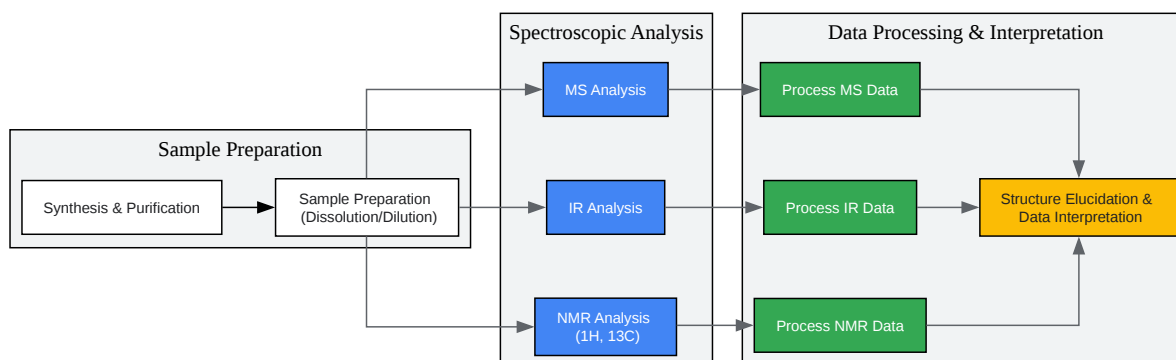 Sample Preparation
Synthesis & Purification
Sample Preparation
(Dissolution/Dilution)
Spectroscopic Analysis
MS Analysis
IR Analysis
NMR Analysis
(1H, 13C)
Data Processing & Interpretation
Process MS Data
Process IR Data
Process NMR Data
Structure Elucidation &
Data Interpretation